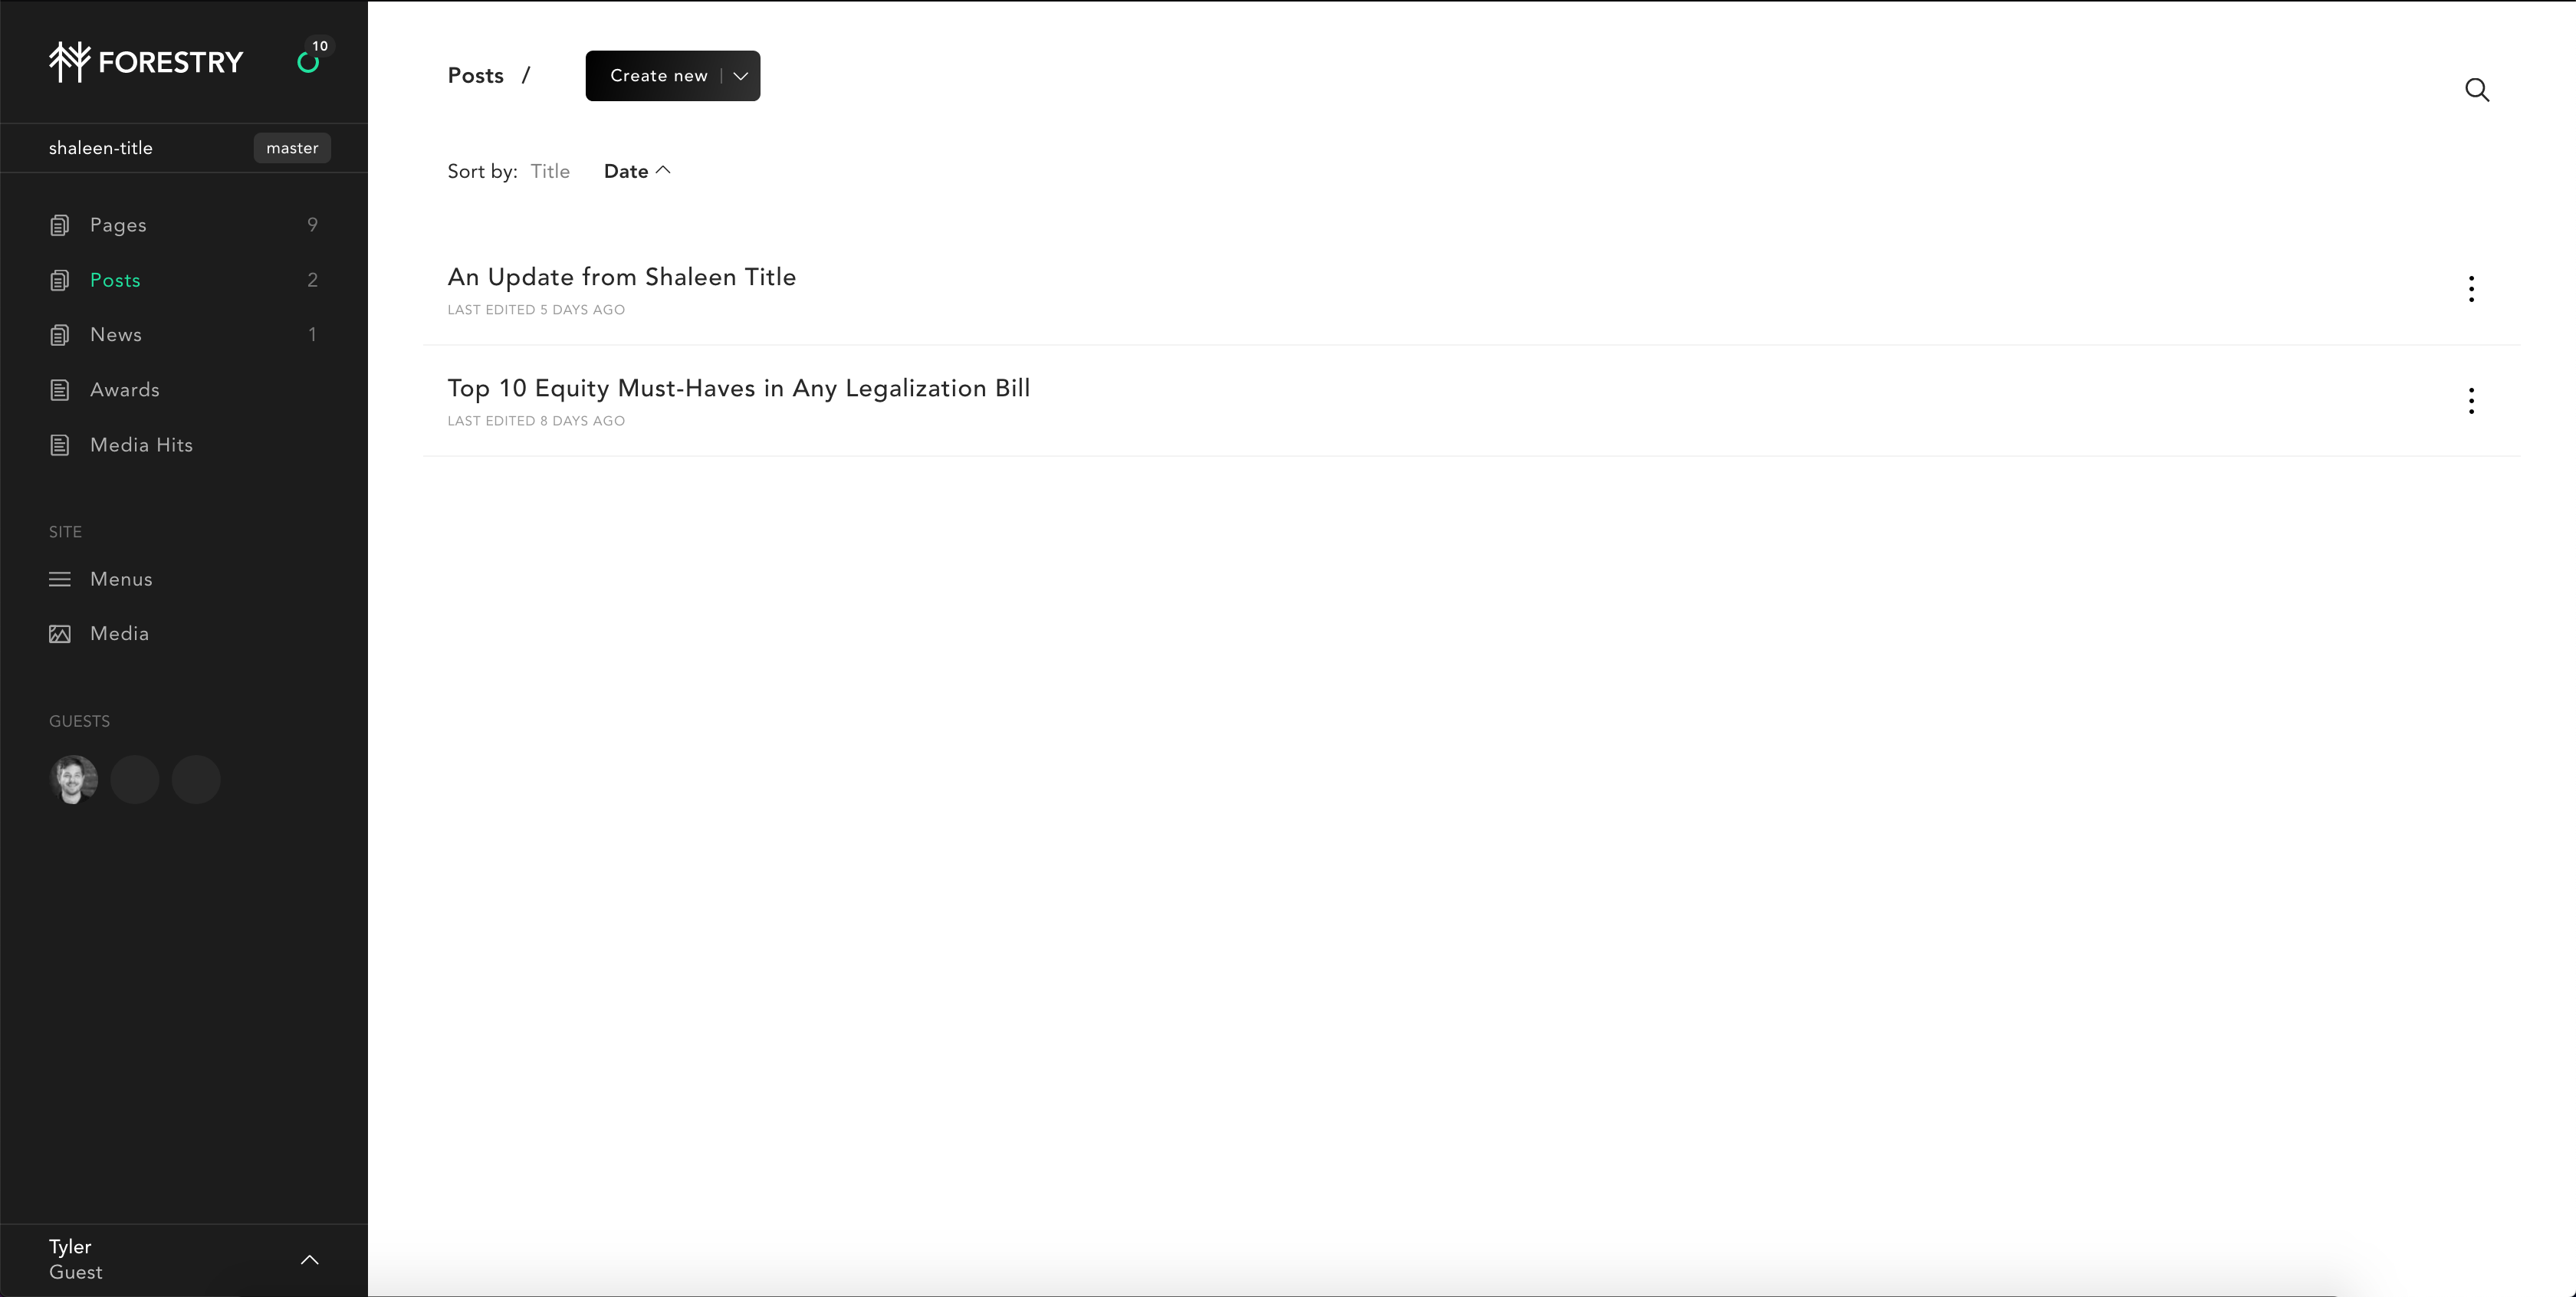 FORESTRY
10
shaleen-title
master
Pages 9
Posts 2
News 1
Awards
Media Hits
SITE
Menus
Media
GUESTS
Tyler
Guest
Posts /
Create new
Sort by: Title Date
An Update from Shaleen Title
LAST EDITED 5 DAYS AGO
Top 10 Equity Must-Haves in Any Legalization Bill
LAST EDITED 8 DAYS AGO